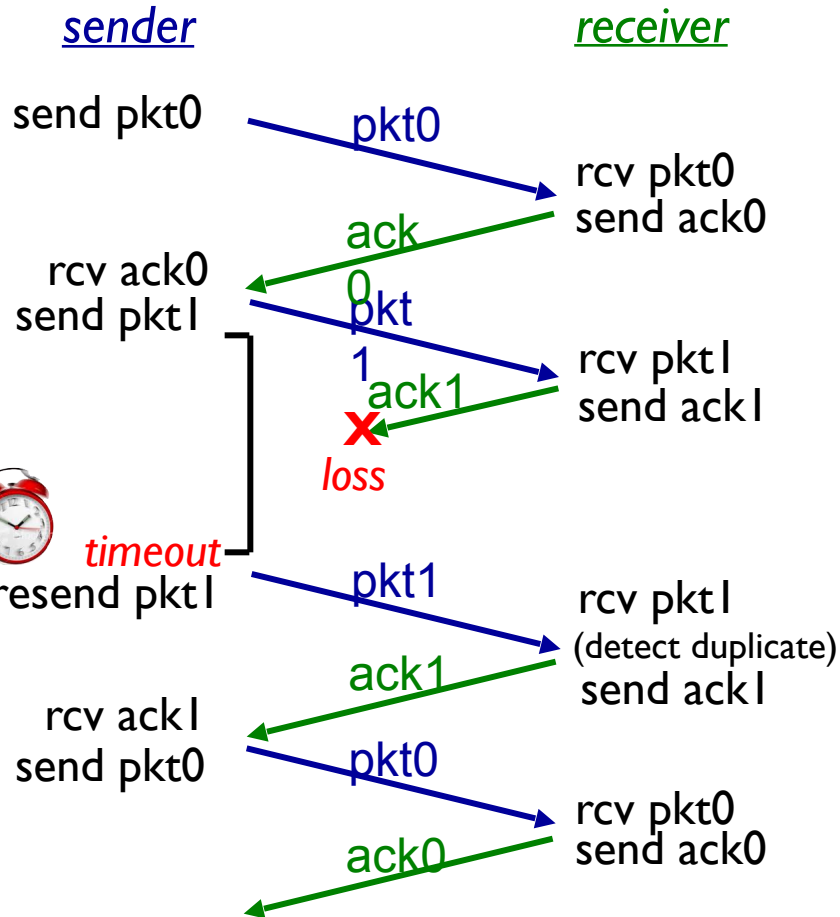 sender
receiver
send pkt0
pkt0
rcv pkt0
send ack0
ack
0
rcv ack0
send pkt1
pkt
1
rcv pkt1
send ack1
ack1
X
loss
timeout
resend pkt1
pkt1
rcv pkt1
(detect duplicate)
send ack1
ack1
rcv ack1
send pkt0
pkt0
rcv pkt0
send ack0
ack0